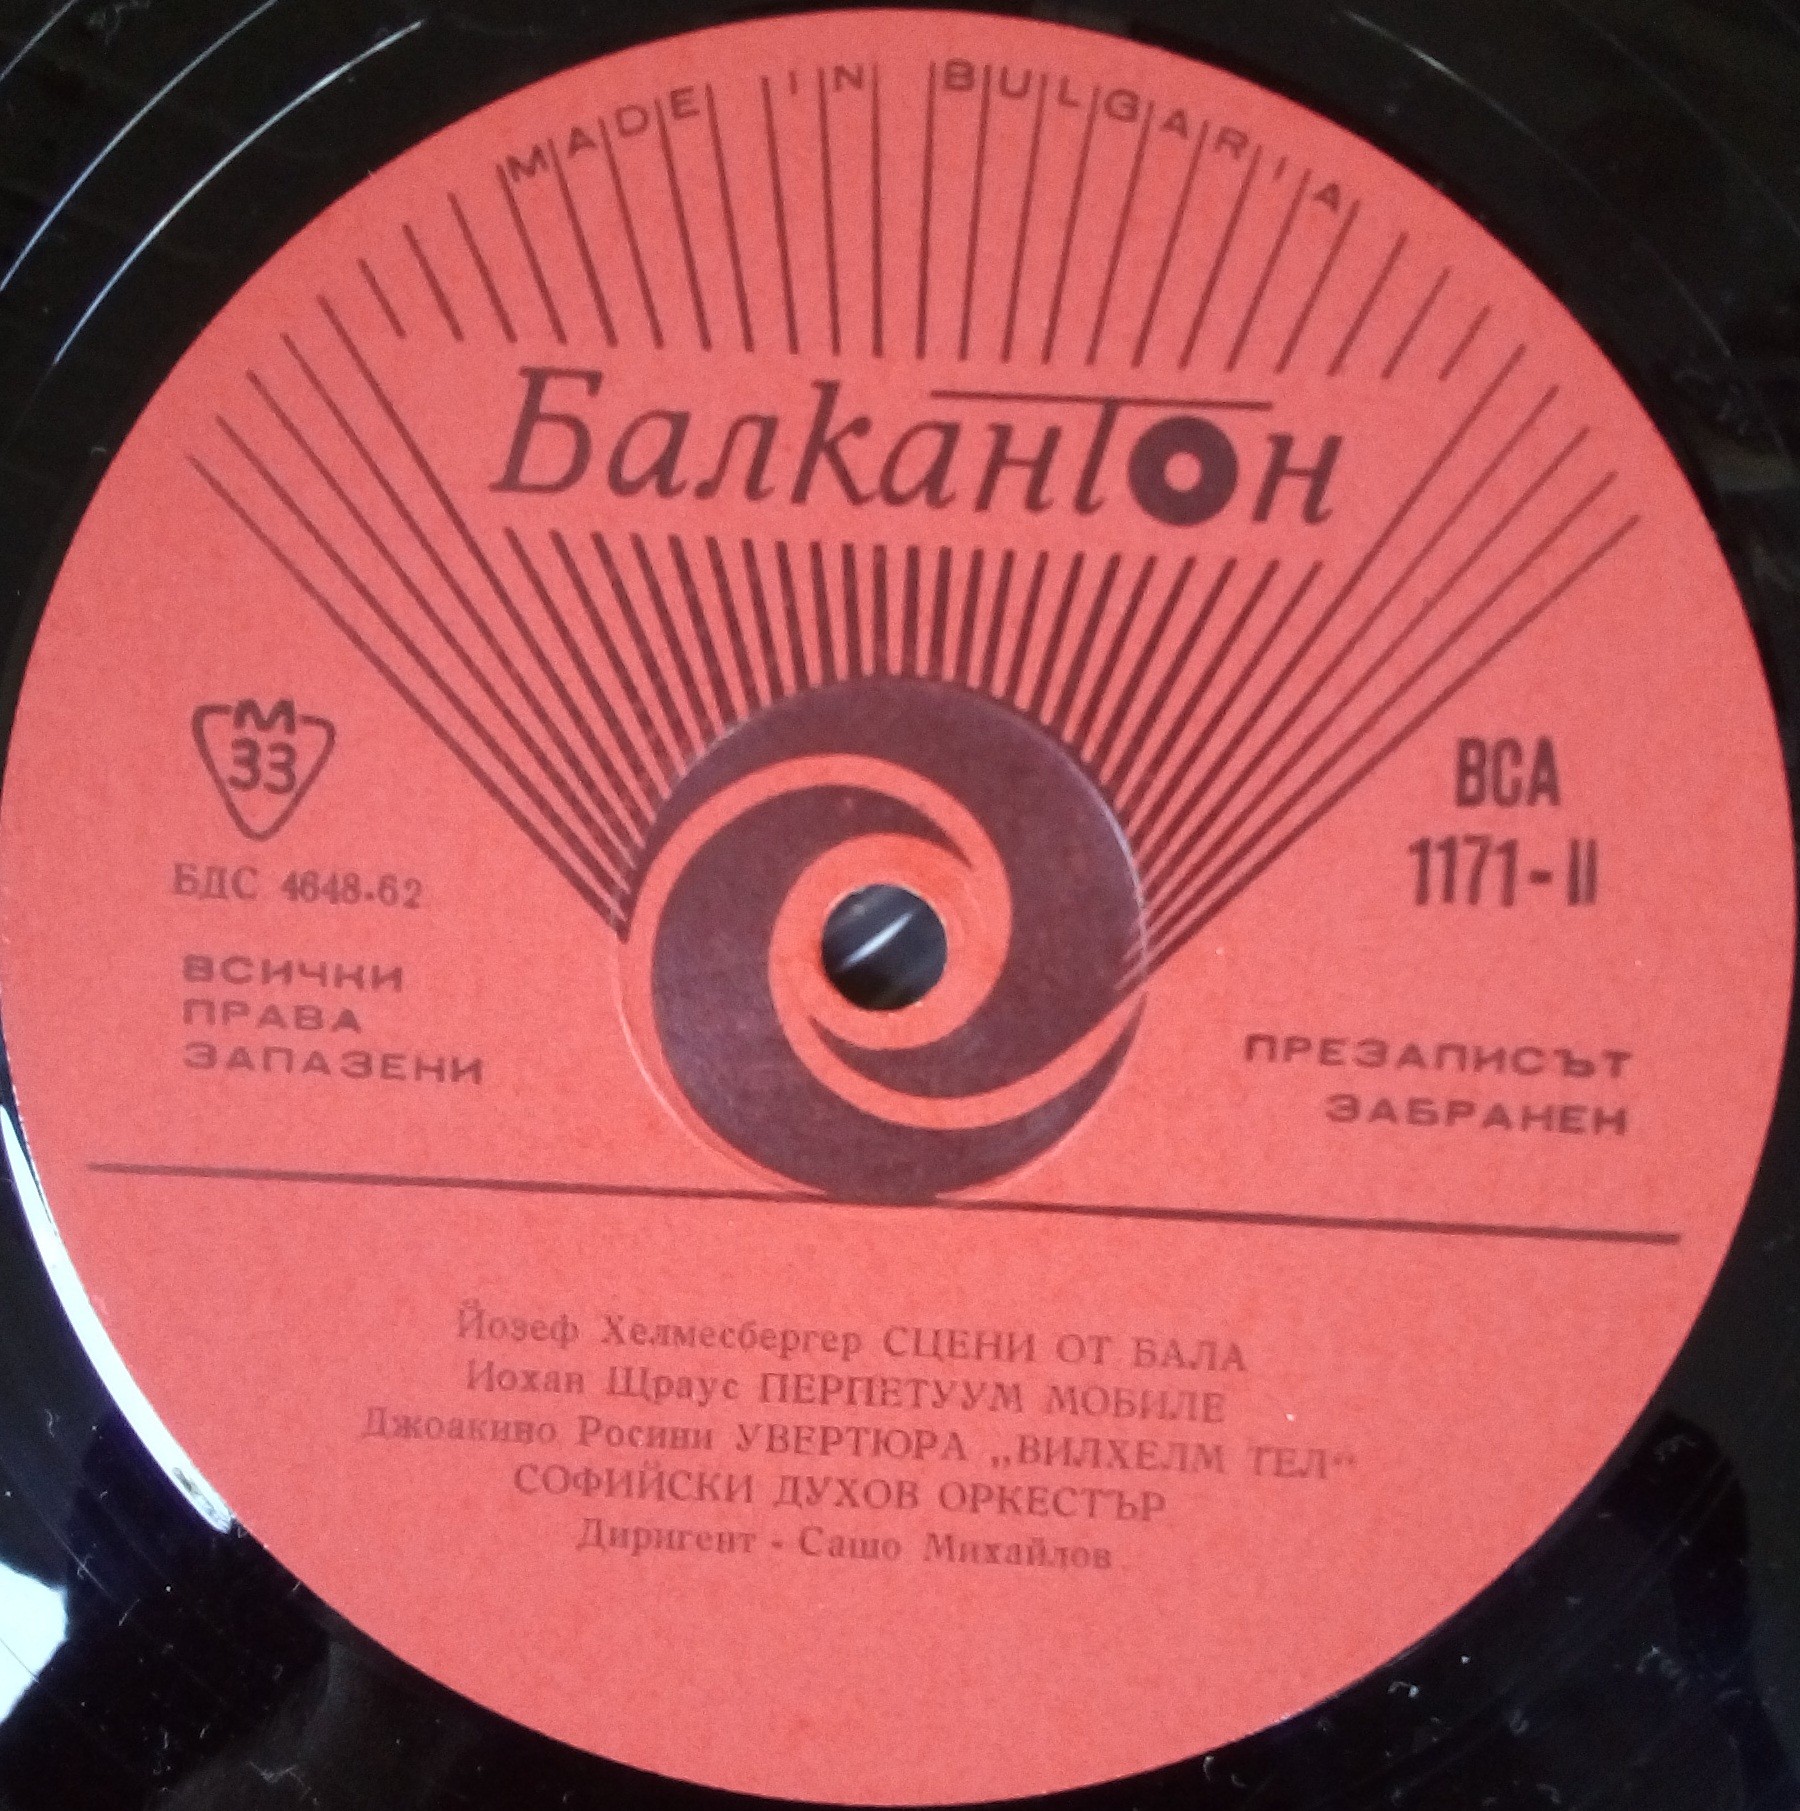 MADE IN BULGARIA
Балкантон
М
33
БДС 4648-62
ВСИЧКИ
ПРАВА
ЗАПАЗЕНИ
ВСА
1171-II
ПРЕЗАПИСЪТ
ЗАБРАНЕН
Йозеф Хелмесбергер СЦЕНИ ОТ БАЛА
Йохан Щраус ПЕРПЕТУУМ МОБИЛЕ
Джоакино Росини УВЕРТЮРА „ВИЛХЕЛМ ТЕЛ“
СОФИЙСКИ ДУХОВ ОРКЕСТЪР
Диригент - Сашо Михайлов